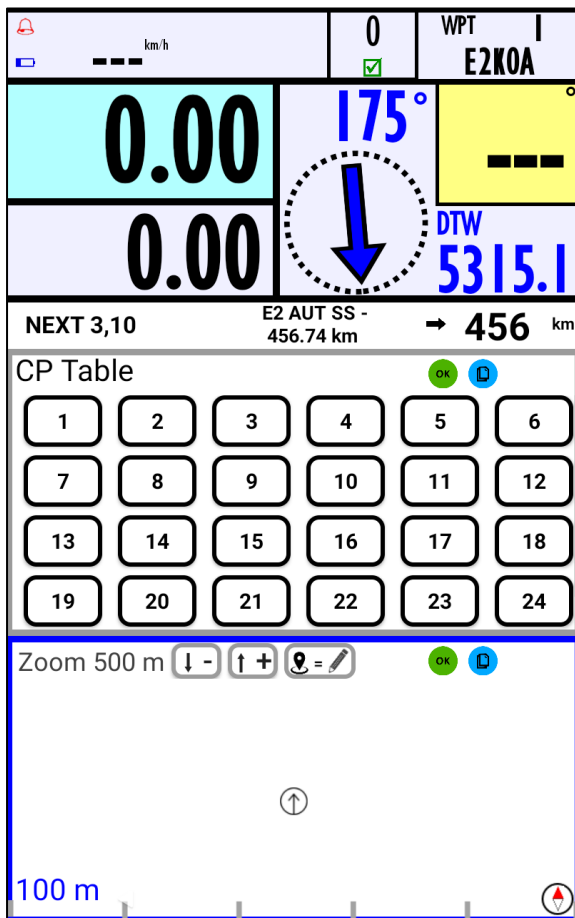 km/h
---
0
WPT 1
E2K0A
0.00
175°
°
---
0.00
DTW
5315.1
NEXT 3,10
E2 AUT SS -
456.74 km
456 km
CP Table
OK
1 2 3 4 5 6
7 8 9 10 11 12
13 14 15 16 17 18
19 20 21 22 23 24
Zoom 500 m
-
+
=
OK
100 m